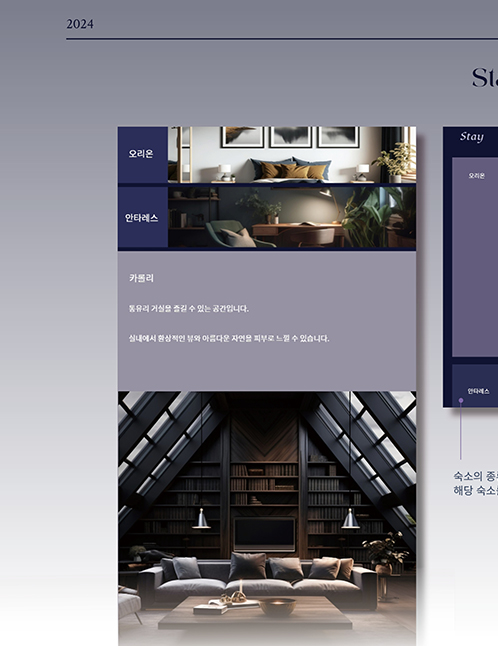 2024
Sta
오리온
안타레스
카펠리
통유리 거실을 즐길 수 있는 공간입니다.
실내에서 환상적인 뷰와 아름다운 자연을 피부로 느낄 수 있습니다.
Stay
오리온
안타레스
숙소의 종
해당 숙소